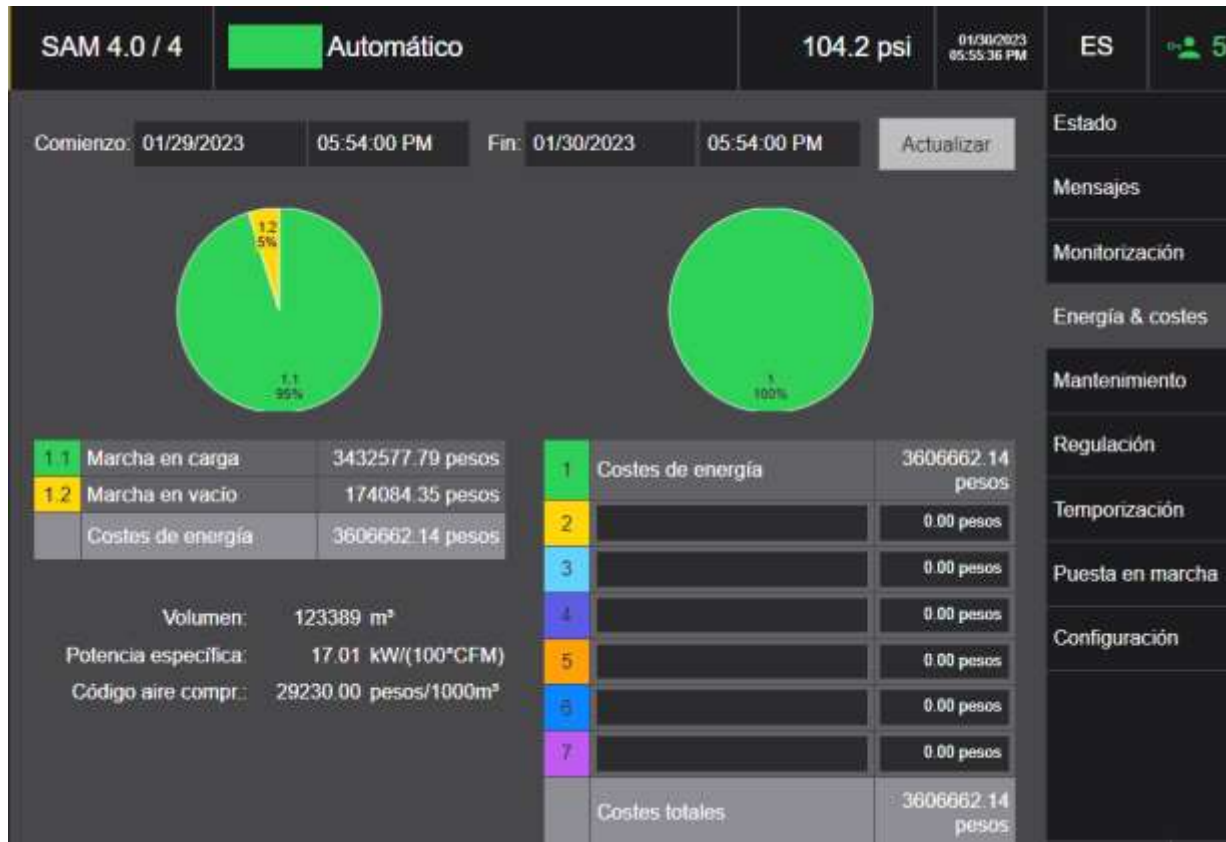 SAM 4.0 / 4
Automático
104.2 psi
01/30/2023
05:55:36 PM
ES
5
Comienzo: 01/29/2023 05:54:00 PM Fin: 01/30/2023 05:54:00 PM Actualizar
1.2
5%
1.1
95%
1
100%
1.1 Marcha en carga 3432577.79 pesos
1.2 Marcha en vacío 174084.35 pesos
Costes de energía 3606662.14 pesos
Volumen: 123389 m³
Potencia específica: 17.01 kW/(100*CFM)
Código aire compr.: 29230.00 pesos/1000m³
1 Costes de energía 3606662.14
pesos
2 0.00 pesos
3 0.00 pesos
4 0.00 pesos
5 0.00 pesos
6 0.00 pesos
7 0.00 pesos
Costes totales 3606662.14
pesos
Estado
Mensajes
Monitorización
Energía & costes
Mantenimiento
Regulación
Temporización
Puesta en marcha
Configuración